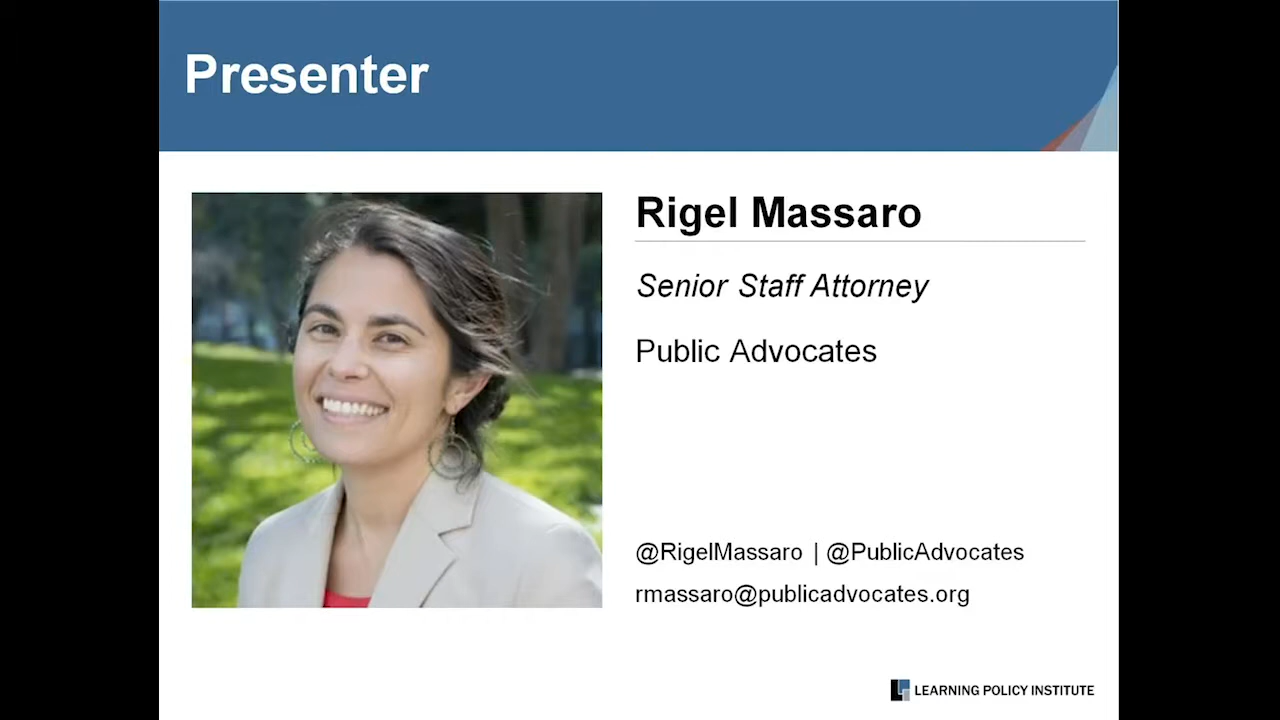 Presenter
Rigel Massaro
Senior Staff Attorney
Public Advocates
@RigelMassaro | @PublicAdvocates
rmassaro@publicadvocates.org
LEARNING POLICY INSTITUTE